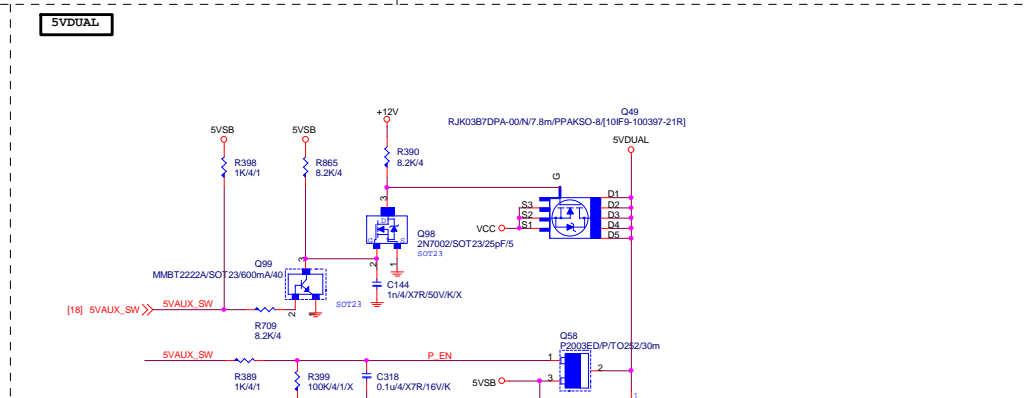 5VDUAL
+12V
Q49
RJK03B7DPA-00/N/7.8m/PPAKSO-8/[10IF9-100397-21R]
5VSB
5VSB
5VDUAL
R398
1K/4/1
R865
8.2K/4
R390
8.2K/4
G
3
S3
S2
S1
D1
D2
D3
D4
D5
VCC
D
G
S
Q98
2N7002/SOT23/25pF/5
SOT23
2
1
3
Q99
MMBT2222A/SOT23/600mA/40
C144
1n/4/X7R/50V/K/X
SOT23
[18] 5VAUX_SW
5VAUX_SW
2
1
R709
8.2K/4
Q58
P2003ED/P/TO252/30m
5VAUX_SW
P_EN
1
2
3
R389
1K/4/1
R399
100K/4/1/X
C318
0.1u/4/X7R/16V/K
5VSB
1